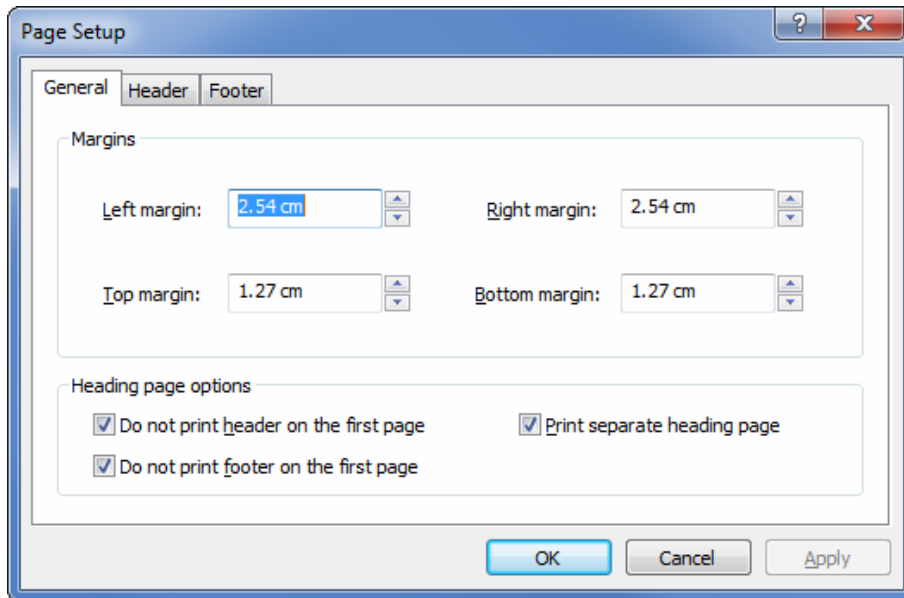 Page Setup
?
General Header Footer
Margins
Left margin: 2.54 cm Right margin: 2.54 cm
Top margin: 1.27 cm Bottom margin: 1.27 cm
Heading page options
Do not print header on the first page Print separate heading page
Do not print footer on the first page
OK Cancel Apply